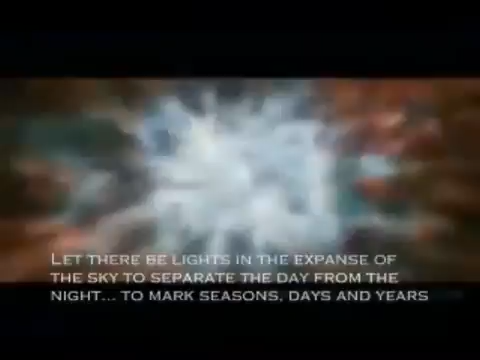 LET THERE BE LIGHTS IN THE EXPANSE OF
THE SKY TO SEPARATE THE DAY FROM THE
NIGHT... TO MARK SEASONS, DAYS AND YEARS